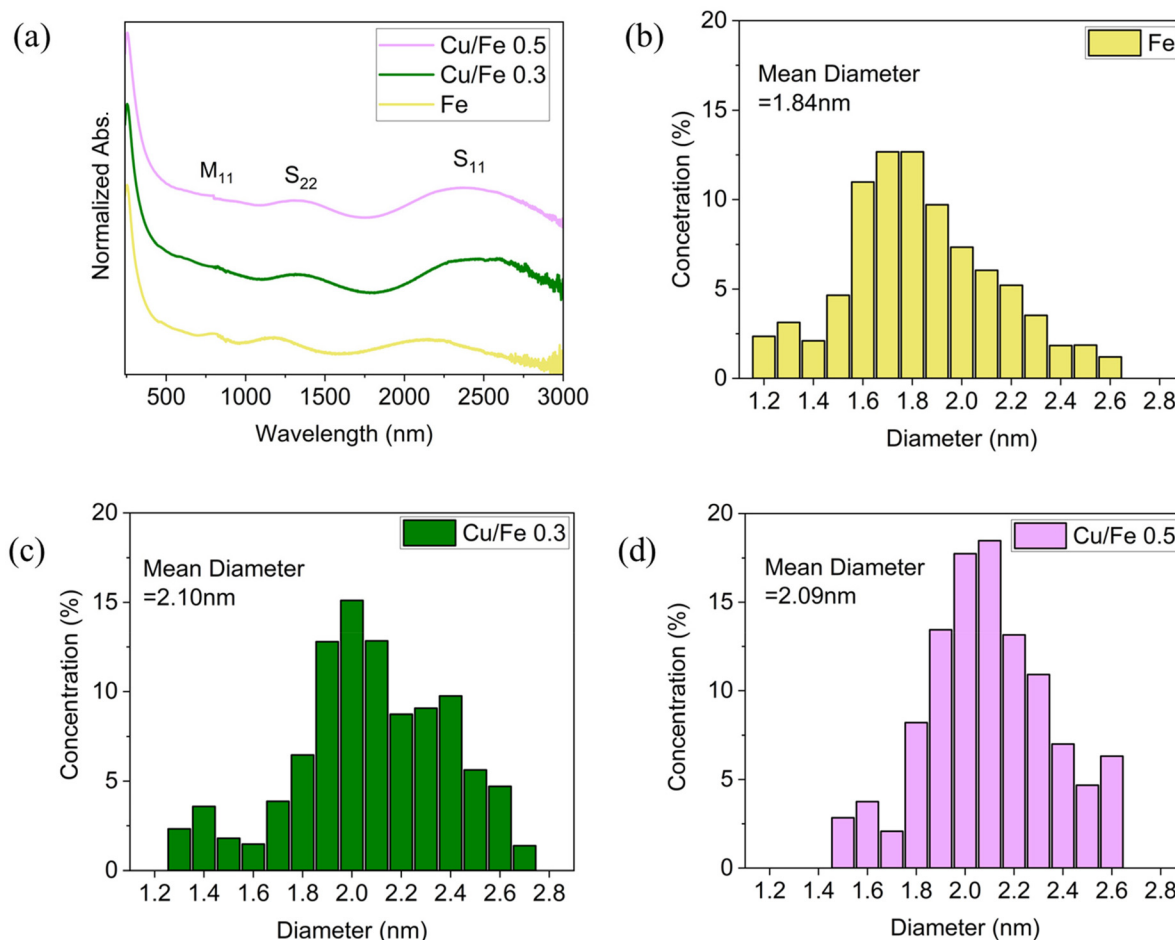 (a)
Cu/Fe 0.5
Cu/Fe 0.3
Fe
M11
S22
S11
Normalized Abs.
500 1000 1500 2000 2500 3000
Wavelength (nm)
(b)
Fe
Mean Diameter
=1.84nm
20
15
10
5
0
Concetration (%)
1.2 1.4 1.6 1.8 2.0 2.2 2.4 2.6 2.8
Diameter (nm)
(c)
Cu/Fe 0.3
Mean Diameter
=2.10nm
20
15
10
5
0
Concentration (%)
1.2 1.4 1.6 1.8 2.0 2.2 2.4 2.6 2.8
Diameter (nm)
(d)
Cu/Fe 0.5
Mean Diameter
=2.09nm
20
15
10
5
0
Concentration (%)
1.2 1.4 1.6 1.8 2.0 2.2 2.4 2.6 2.8
Diameter (nm)